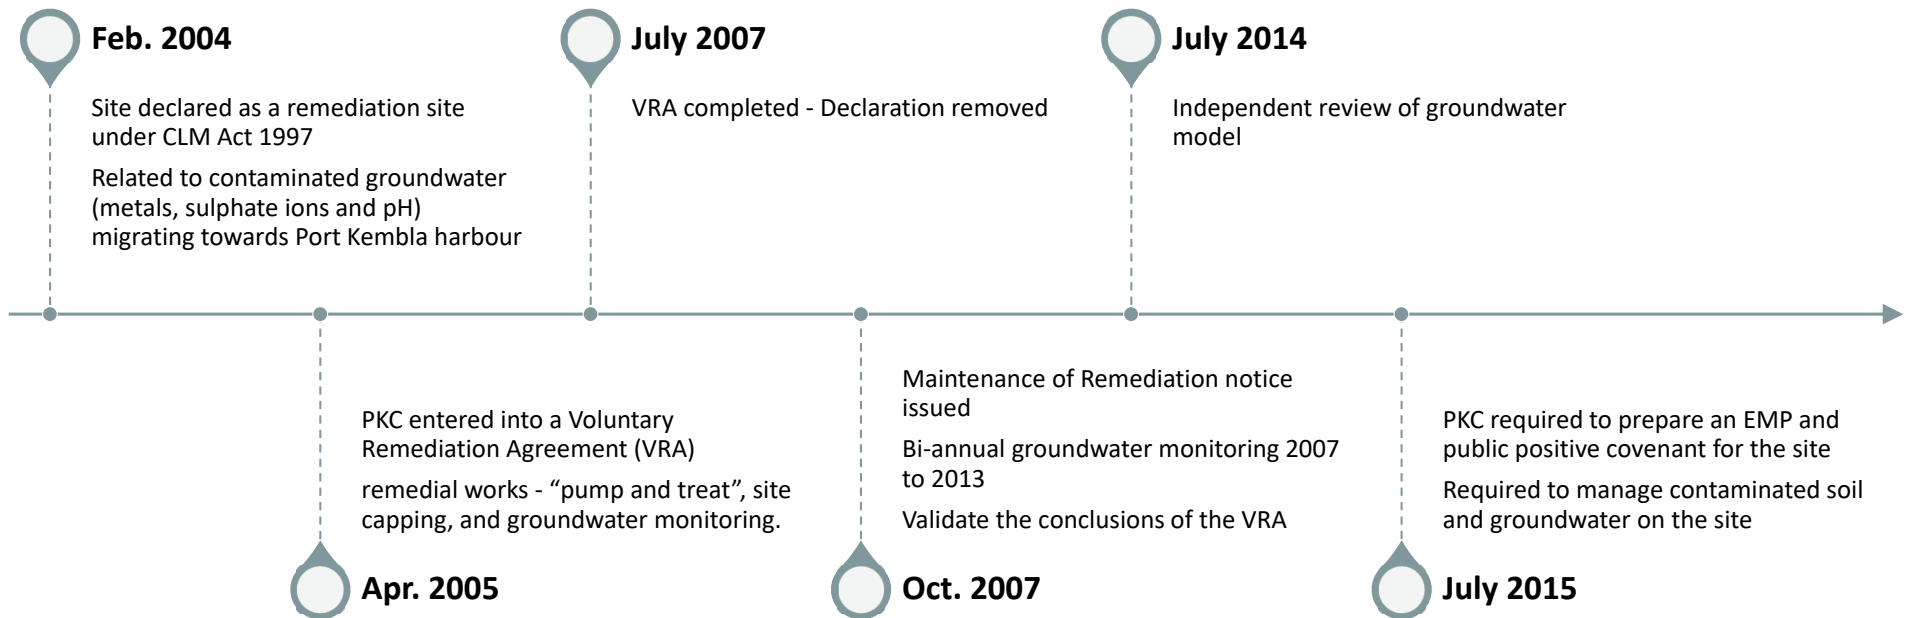 Feb. 2004
Site declared as a remediation site
under CLM Act 1997
Related to contaminated groundwater
(metals, sulphate ions and pH)
migrating towards Port Kembla harbour
PKC entered into a Voluntary
Remediation Agreement (VRA)
remedial works - “pump and treat”, site
capping, and groundwater monitoring.
Apr. 2005
July 2007
VRA completed - Declaration removed
Maintenance of Remediation notice
issued
Bi-annual groundwater monitoring 2007
to 2013
Validate the conclusions of the VRA
Oct. 2007
July 2014
Independent review of groundwater
model
PKC required to prepare an EMP and
public positive covenant for the site
Required to manage contaminated soil
and groundwater on the site
July 2015